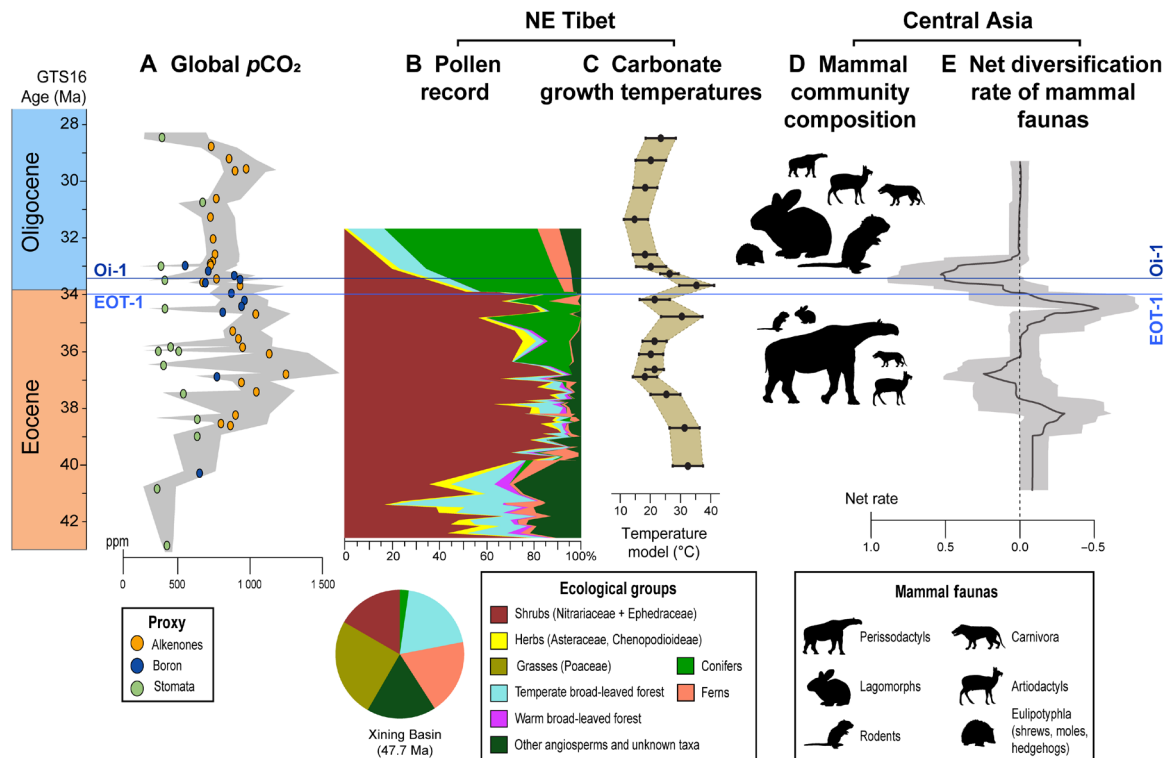 NE Tibet
Central Asia
GTS16
Age (Ma)
A Global pCO₂
B Pollen
record
C Carbonate
growth temperatures
D Mammal
community
composition
E Net diversification
rate of mammal
faunas
Oligocene
Eocene
28
30
32
34
36
38
40
42
Oi-1
EOT-1
Oi-1
EOT-1
ppm
0
500
1 000
1 500
0
20
40
60
80
100%
10
20
30
40
Temperature
model (°C)
Net rate
1.0
0.0
−0.5
Proxy
Alkenones
Boron
Stomata
Xining Basin
(47.7 Ma)
Ecological groups
Shrubs (Nitrariaceae + Ephedraceae)
Herbs (Asteraceae, Chenopodioideae)
Grasses (Poaceae)
Temperate broad-leaved forest
Warm broad-leaved forest
Other angiosperms and unknown taxa
Conifers
Ferns
Mammal faunas
Perissodactyls
Lagomorphs
Rodents
Carnivora
Artiodactyls
Eulipotyphla
(shrews, moles,
hedgehogs)